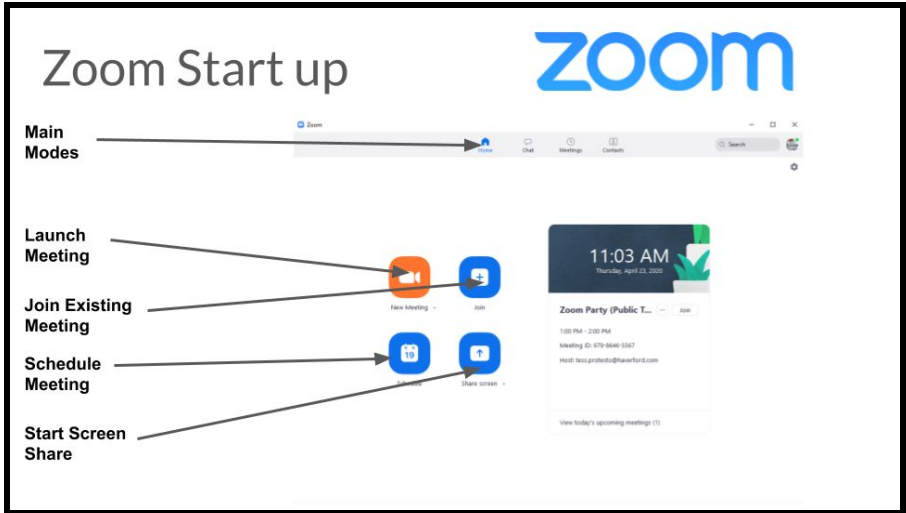 Zoom Start up
zoom
Main
Modes
Zoom
Home
Chat
Meetings
Contacts
Search
Launch
Meeting
11:03 AM
Thursday, April 23, 2020
New Meeting
Join
Join Existing
Meeting
Zoom Party (Public T...
Join
1:00 PM - 2:00 PM
Meeting ID: 979-8646-5567
Host: tess.protesto@haverford.com
19
Schedule
Share screen
Schedule
Meeting
View today's upcoming meetings (1)
Start Screen
Share